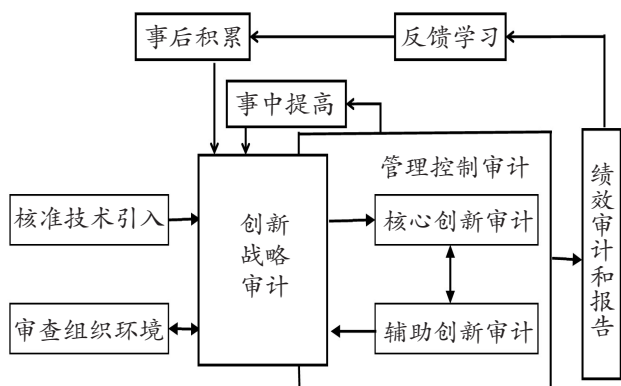 事后积累
反馈学习
事中提高
管理控制审计
核准技术引入
创新
战略
审计
核心创新审计
绩效审计和报告
审查组织环境
辅助创新审计